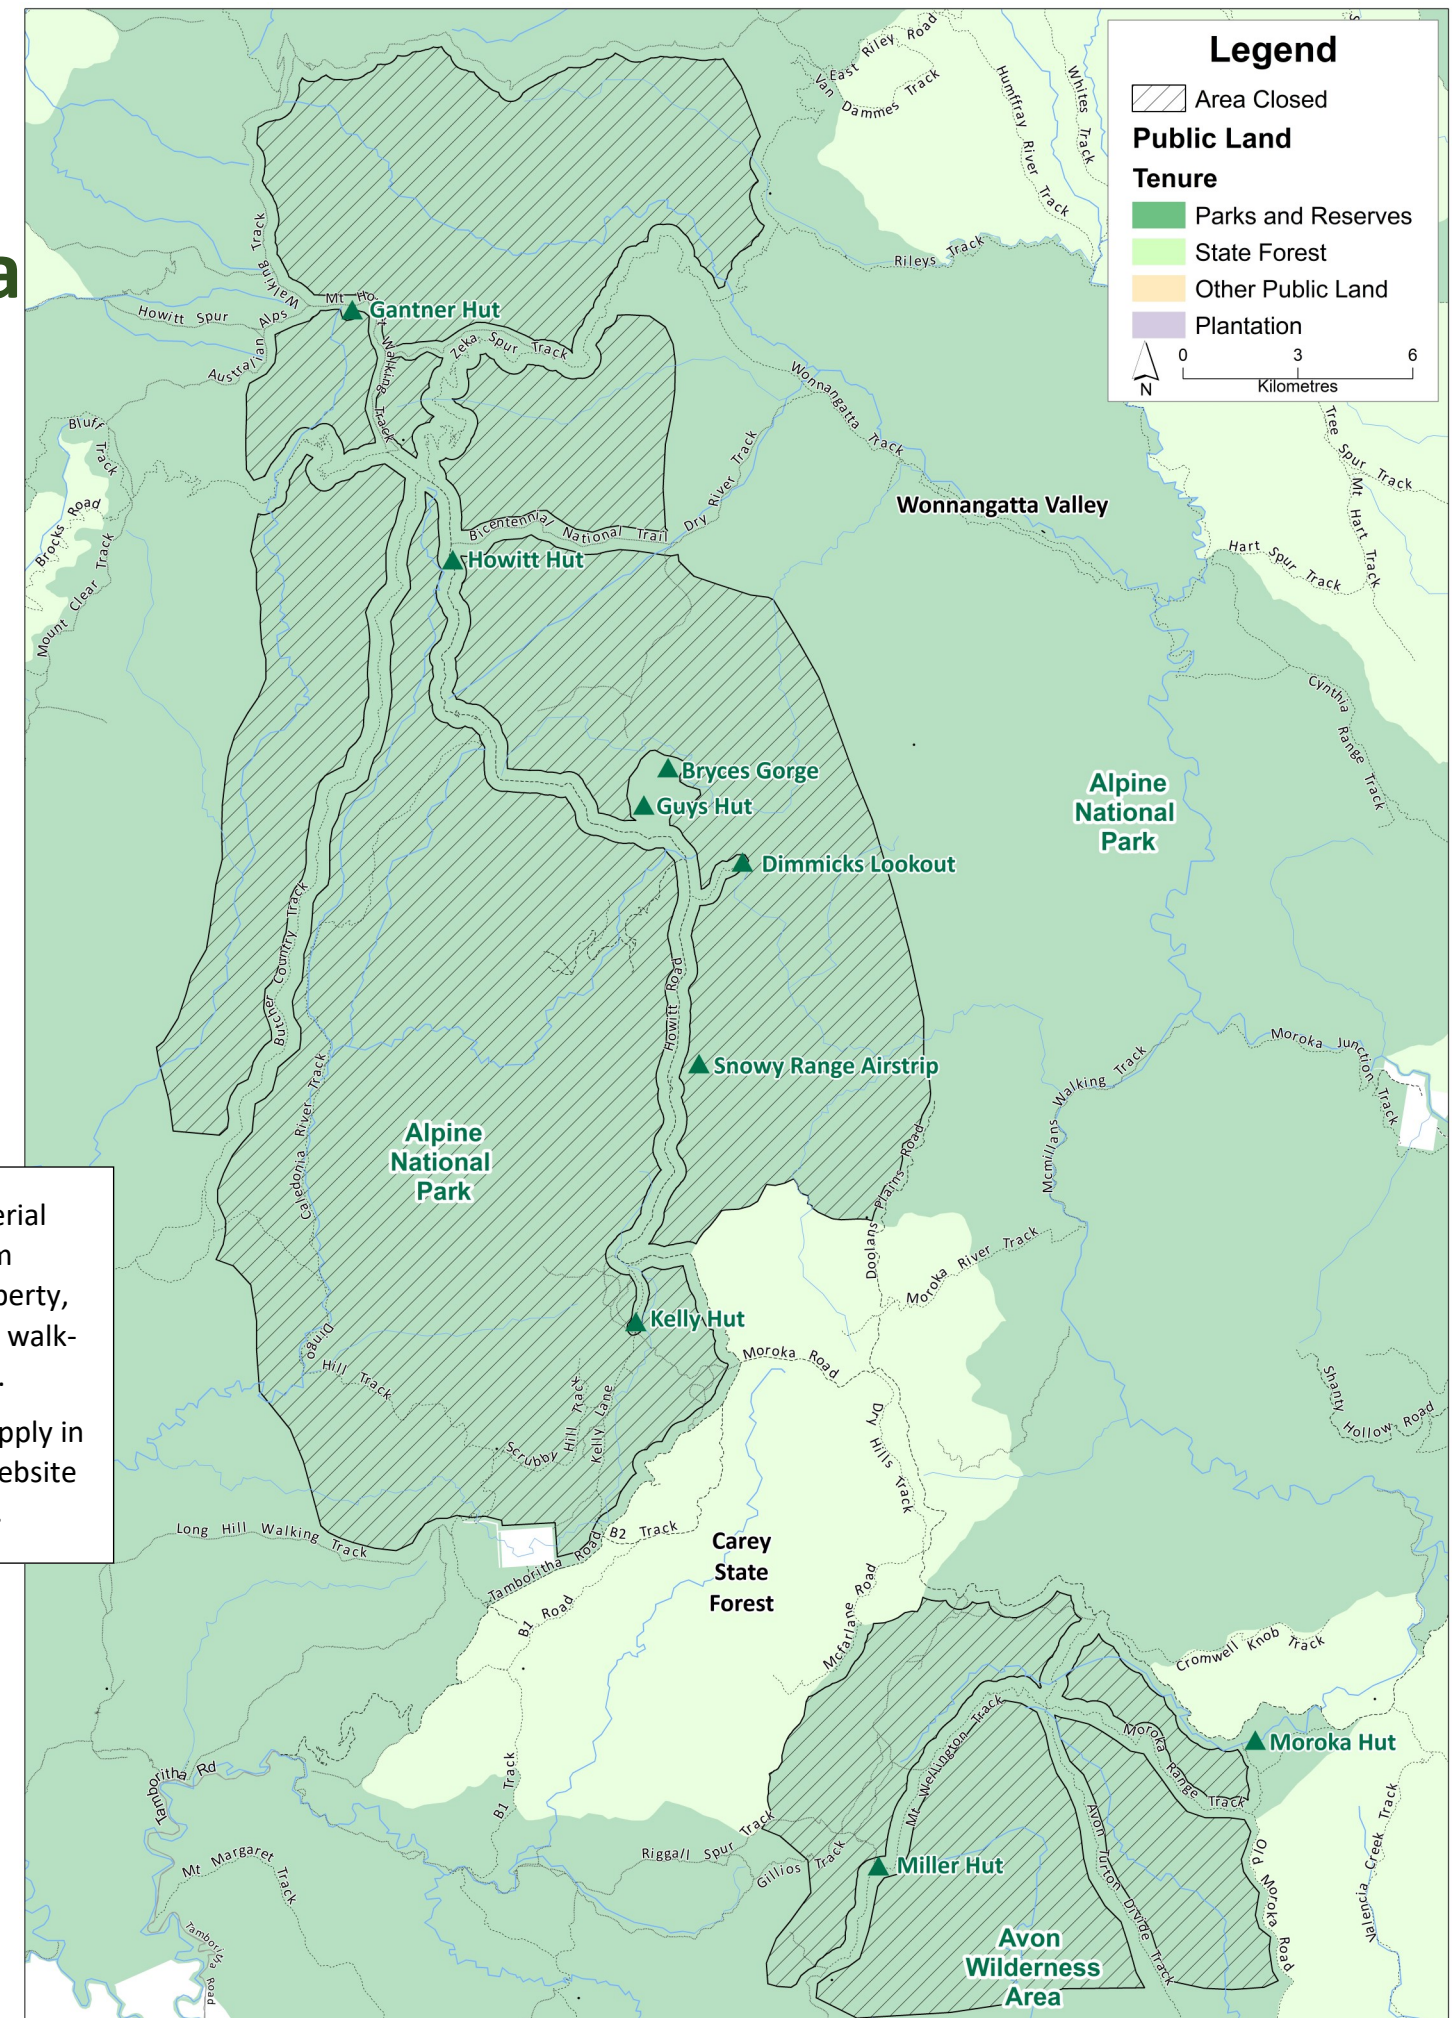 Legend
Area Closed
Public Land
Tenure
Parks and Reserves
State Forest
Other Public Land
Plantation
0 3 6
Kilometres
N
East Riley Road
Van Dammes Track
Humffray River Track
Whites Track
S
a
Rileys Track
Walking Track
Mt Ho
Gantner Hut
Howitt Spur
Australian Alps
Walking Track
Zeka Spur Track
Wonnangatta Track
Bluff Track
Brocks Road
Mount Clear Track
Tree Spur Track
Mt Hart Track
Hart Spur Track
Dry River Track
Wonnangatta Valley
Bicentennial National Trail
Howitt Hut
Cynthia Range Track
Bryces Gorge
Guys Hut
Alpine
National
Park
Dimmicks Lookout
Butcher Country Track
Howitt Road
Snowy Range Airstrip
Moroka Junction Track
Mcmillans Walking Track
Caledonia River Track
Alpine
National
Park
Doolans Plains Road
Moroka River Track
erial
n
perty,
walk-
.
pply in
ebsite
.
Kelly Hut
Moroka Road
Dingo Hill Track
Scrubby Hill Track
Kelly Lane
Dry Hills Track
Shanty Hollow Road
Long Hill Walking Track
B2 Track
Tamboritha Road
B1 Road
Carey
State
Forest
Mcfarlane Road
Cromwell Knob Track
Moroka Hut
Mt Wellington Track
Moroka Range Track
Tamboritha Rd
B1 Track
Riggall Spur Track
Gillios Track
Miller Hut
Avon Turton Divide Track
Old Moroka Road
Valencia Creek Track
Mt Margaret Track
Tamboritha Road
Avon
Wilderness
Area